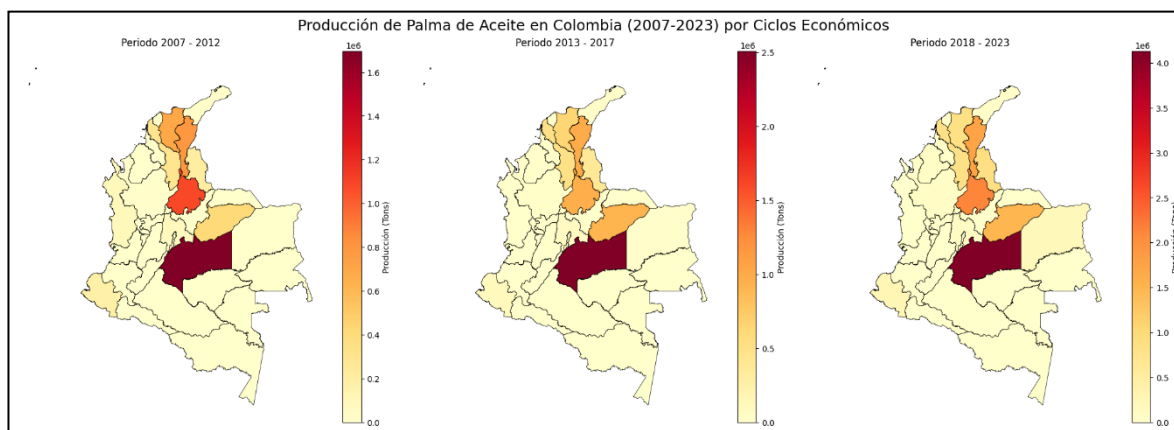 Producción de Palma de Aceite en Colombia (2007-2023) por Ciclos Económicos
Periodo 2007 - 2012
1e6
1.6
1.4
1.2
1.0
0.8
0.6
0.4
0.2
0.0
Producción (Tons)
Periodo 2013 - 2017
1e6
2.5
2.0
1.5
1.0
0.5
0.0
Producción (Tons)
Periodo 2018 - 2023
1e6
4.0
3.5
3.0
2.5
2.0
1.5
1.0
0.5
0.0
Producción (Tons)